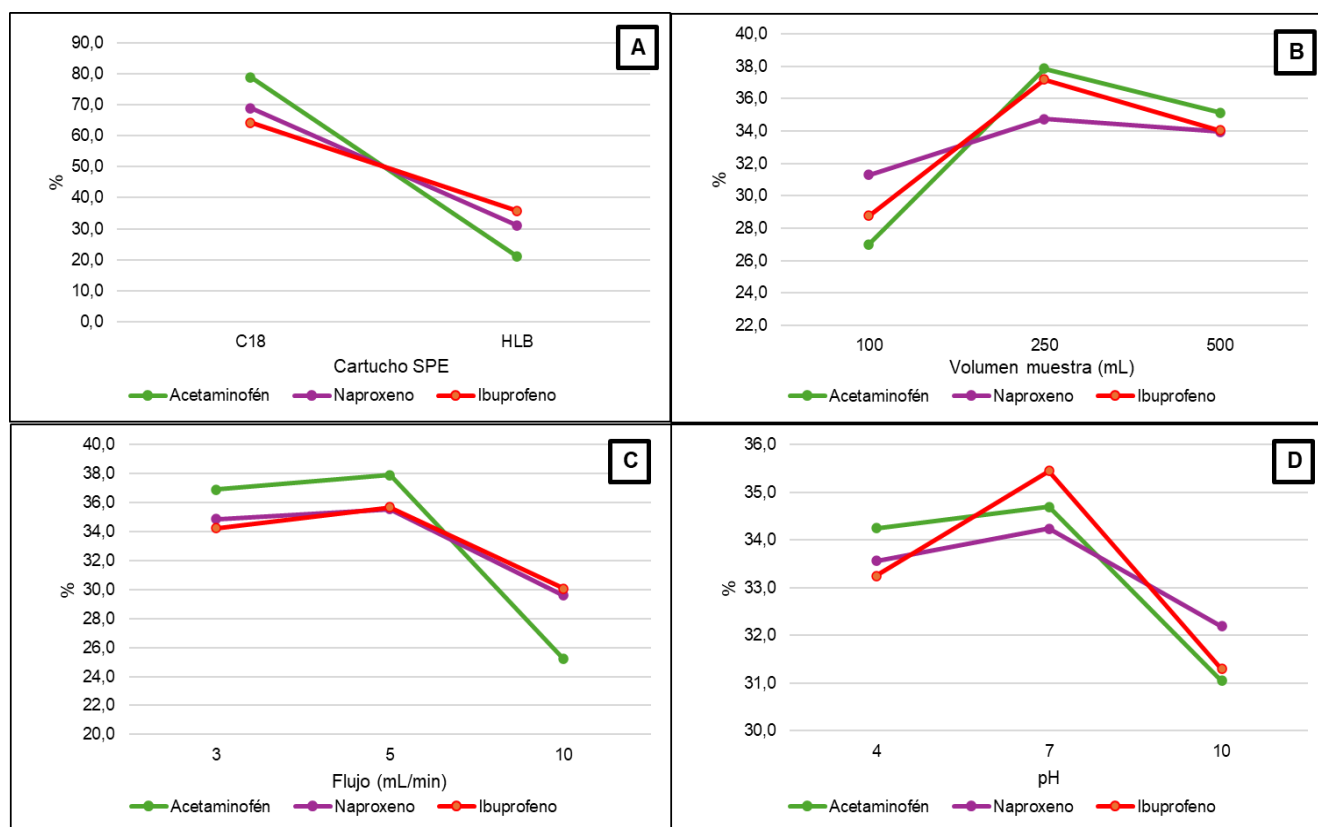 A
90,0
80,0
70,0
60,0
50,0
40,0
30,0
20,0
10,0
0,0
%
C18 HLB
Cartucho SPE
Acetaminofén Naproxeno Ibuprofeno
B
40,0
38,0
36,0
34,0
32,0
30,0
28,0
26,0
24,0
22,0
%
100 250 500
Volumen muestra (mL)
Acetaminofén Naproxeno Ibuprofeno
C
40,0
38,0
36,0
34,0
32,0
30,0
28,0
26,0
24,0
22,0
20,0
%
3 5 10
Flujo (mL/min)
Acetaminofén Naproxeno Ibuprofeno
D
36,0
35,0
34,0
33,0
32,0
31,0
30,0
%
4 7 10
pH
Acetaminofén Naproxeno Ibuprofeno